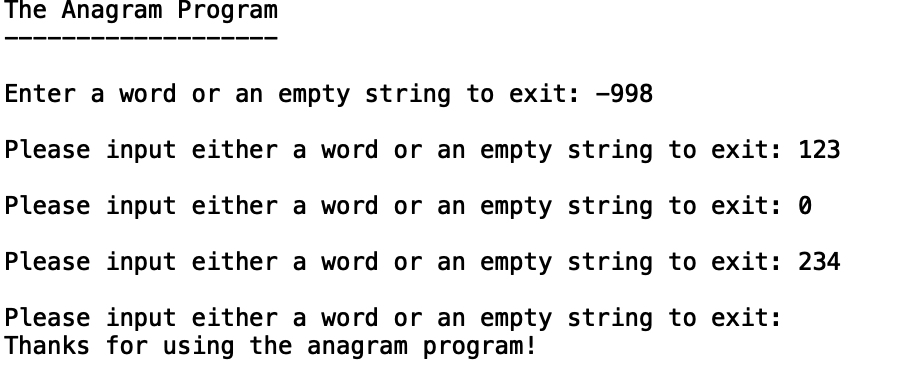 The Anagram Program
-------------------
Enter a word or an empty string to exit: -998
Please input either a word or an empty string to exit: 123
Please input either a word or an empty string to exit: 0
Please input either a word or an empty string to exit: 234
Please input either a word or an empty string to exit:
Thanks for using the anagram program!